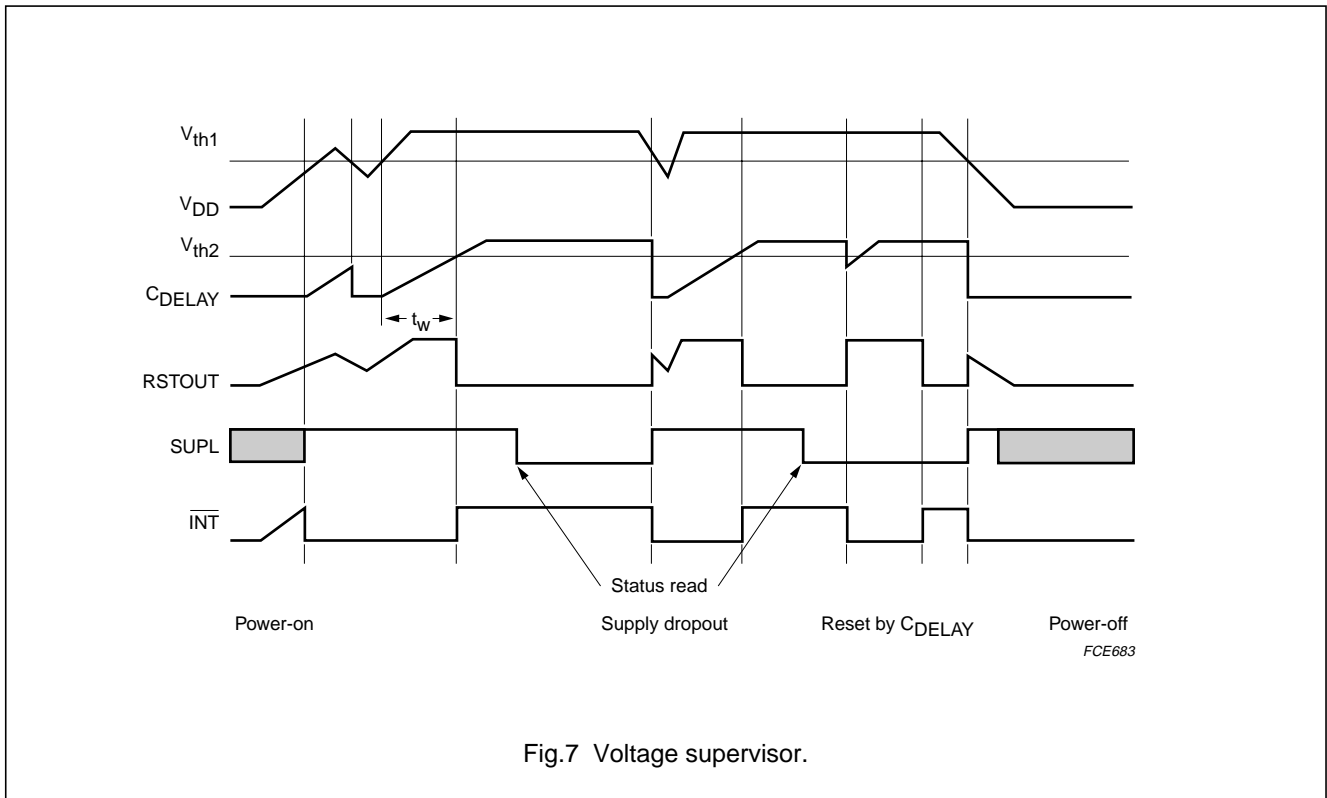 Vth1
VDD
Vth2
CDELAY
tW
RSTOUT
SUPL
INT
Status read
Power-on
Supply dropout
Reset by CDELAY
Power-off
FCE683
Fig.7 Voltage supervisor.